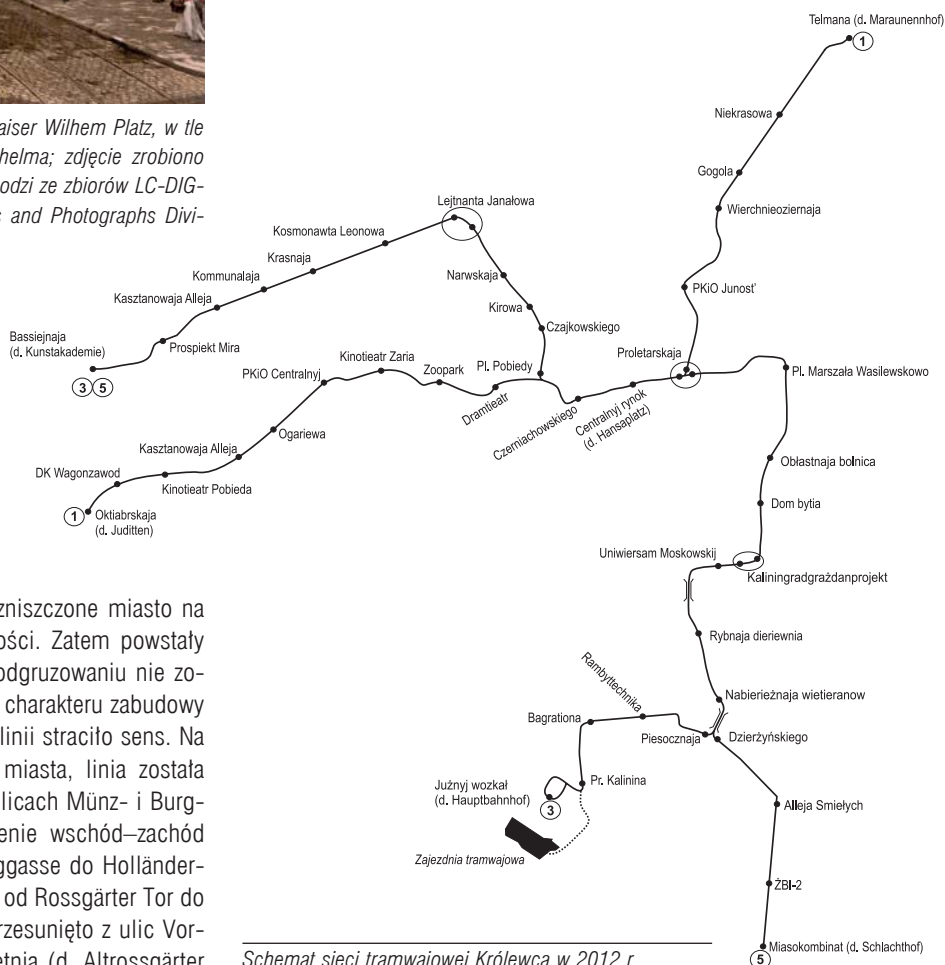 aiser Wilhem Platz, w tle
helma; zdjęcie zrobiono
odzi ze zbiorów LC-DIG-
s and Photographs Divi-
zniszczone miasto na
ości. Zatem powstały
odgruzowaniu nie zo-
charakteru zabudowy
linii straciło sens. Na
miasta, linia została
licach Münz- i Burg-
enie wschód–zachód
ggasse do Holländer-
od Rossgärter Tor do
rzesunięto z ulic Vor-
etnia (d. Altrossgärter
Telmana (d. Maraunennhof)
1
Niekrasowa
Gogola
Wierchnieoziernaja
PKiO Junost'
Proletarskaja
Lejtnanta Janałowa
Kosmonawta Leonowa
Krasnaja
Kommunalaja
Kasztanowaja Alleja
Bassiejnaja
(d. Kunstakademie)
3 5
Prospiekt Mira
Narwskaja
Kirowa
Czajkowskiego
Pl. Pobiedy
Kinotieatr Zaria
Zoopark
PKiO Centralnyj
Dramtieatr
Czerniachowskiego
Centralnyj rynok
(d. Hansaplatz)
Ogariewa
Kasztanowaja Alleja
DK Wagonzawod
Kinotieatr Pobieda
1
Oktiabrskaja
(d. Juditten)
Pl. Marszała Wasilewskowo
Obłastnaja bolnica
Dom bytia
Uniwiersam Moskowskij
Kaliningradgrażdanprojekt
Rybnaja dieriewnia
Nabierieżnaja wietieranow
Rambyttechnika
Bagrationa
Piesocznaja
Dzierżyńskiego
Pr. Kalinina
Jużnyj wozkał
(d. Hauptbahnhof)
3
Zajezdnia tramwajowa
Alleja Smiełych
ŻBI-2
Miasokombinat (d. Schlachthof)
5
Schemat sieci tramwajowej Królewca w 2012 r.